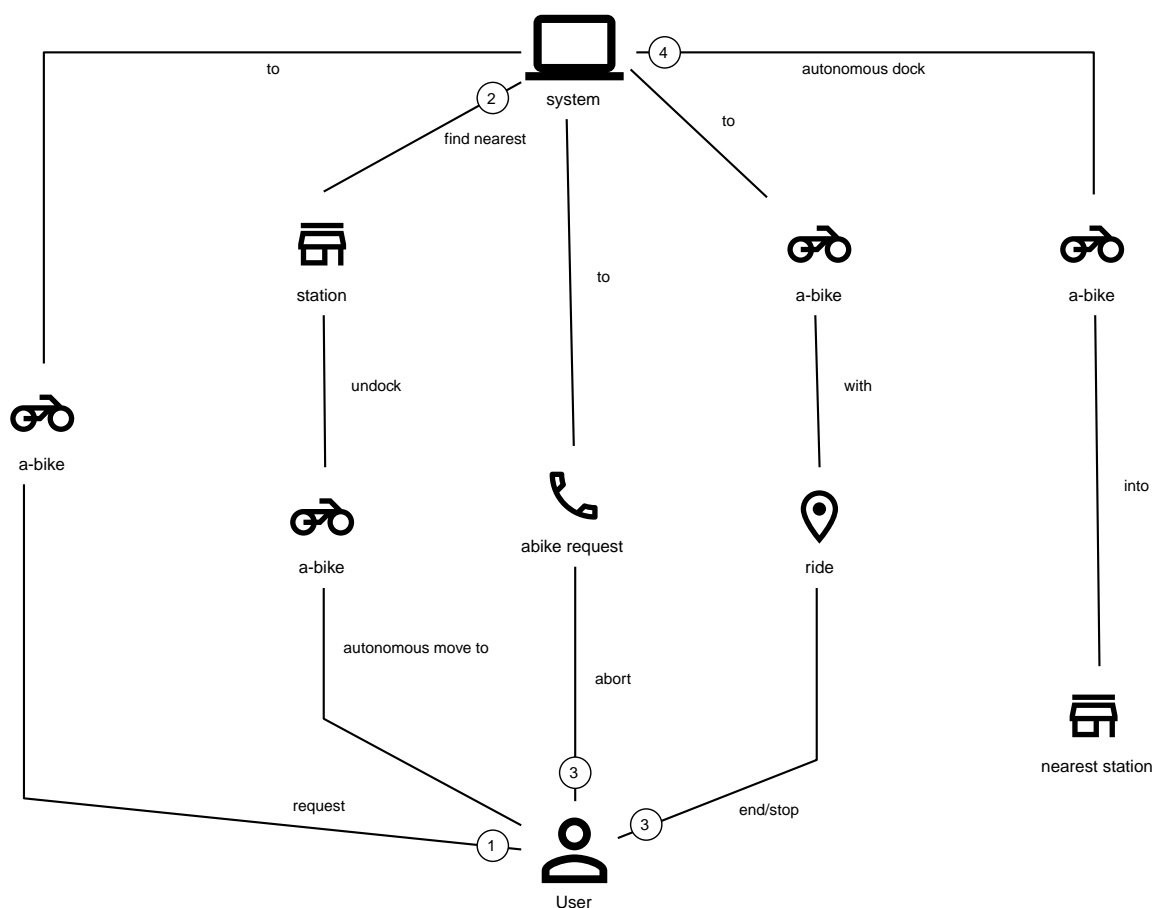 4
to
autonomous dock
2
system
to
find nearest
to
station
a-bike
a-bike
undock
with
a-bike
into
abike request
a-bike
ride
autonomous move to
abort
nearest station
3
request
end/stop
3
1
User